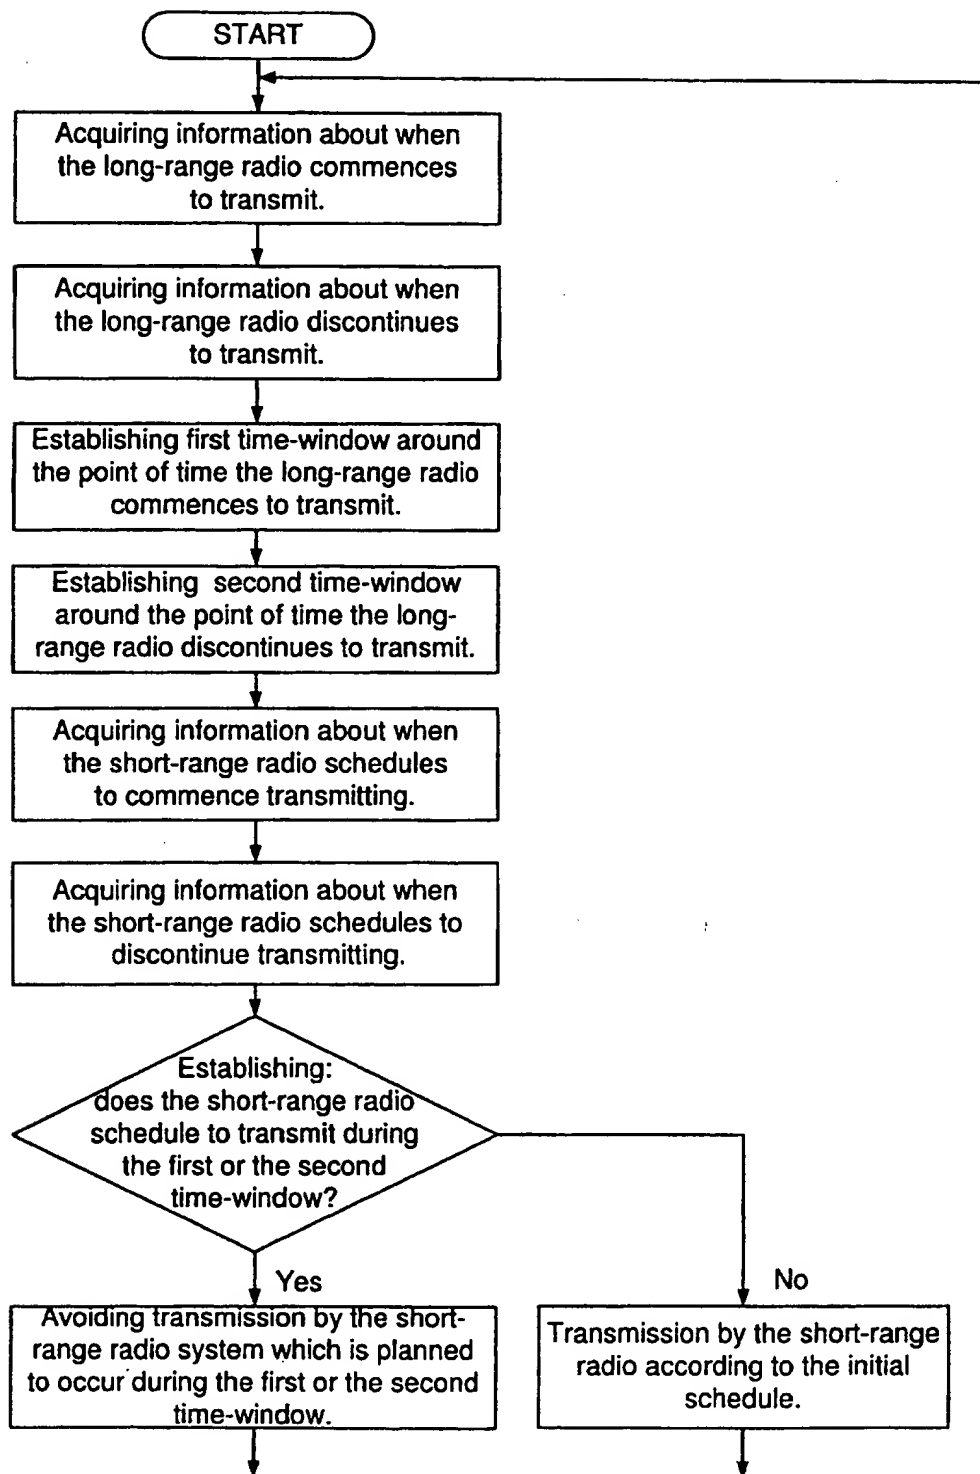 START
Acquiring information about when
the long-range radio commences
to transmit.
Acquiring information about when
the long-range radio discontinues
to transmit.
Establishing first time-window around
the point of time the long-range radio
commences to transmit.
Establishing second time-window
around the point of time the long-
range radio discontinues to transmit.
Acquiring information about when
the short-range radio schedules
to commence transmitting.
Acquiring information about when
the short-range radio schedules to
discontinue transmitting.
Establishing:
does the short-range radio
schedule to transmit during
the first or the second
time-window?
Yes
No
Avoiding transmission by the short-
range radio system which is planned
to occur during the first or the second
time-window.
Transmission by the short-range
radio according to the initial
schedule.